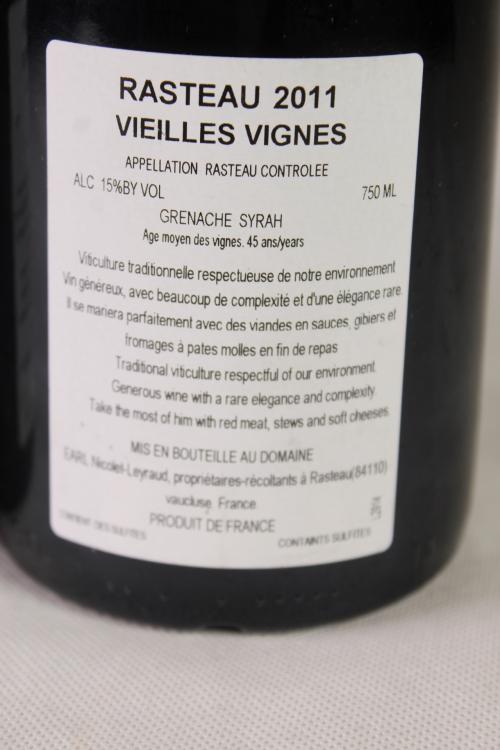 RASTEAU 2011
VIEILLES VIGNES
APPELLATION RASTEAU CONTROLEE
ALC 15%BY VOL
750 ML
GRENACHE SYRAH
Age moyen des vignes. 45 ans/years
Viticulture traditionnelle respectueuse de notre environnement
Vin généreux, avec beaucoup de complexité et d'une élégance rare.
Il se mariera parfaitement avec des viandes en sauces, gibiers et
fromages à pates molles en fin de repas
Traditional viticulture respectful of our environment.
Generous wine with a rare elegance and complexity
Take the most of him with red meat, stews and soft cheeses.
MIS EN BOUTEILLE AU DOMAINE
EARL Nicolet-Leyraud, propriétaires-récoltants à Rasteau(84110)
vaucluse. France.
PRODUIT DE FRANCE
CONTIENT DES SULFITES
CONTAINTS SULFITES